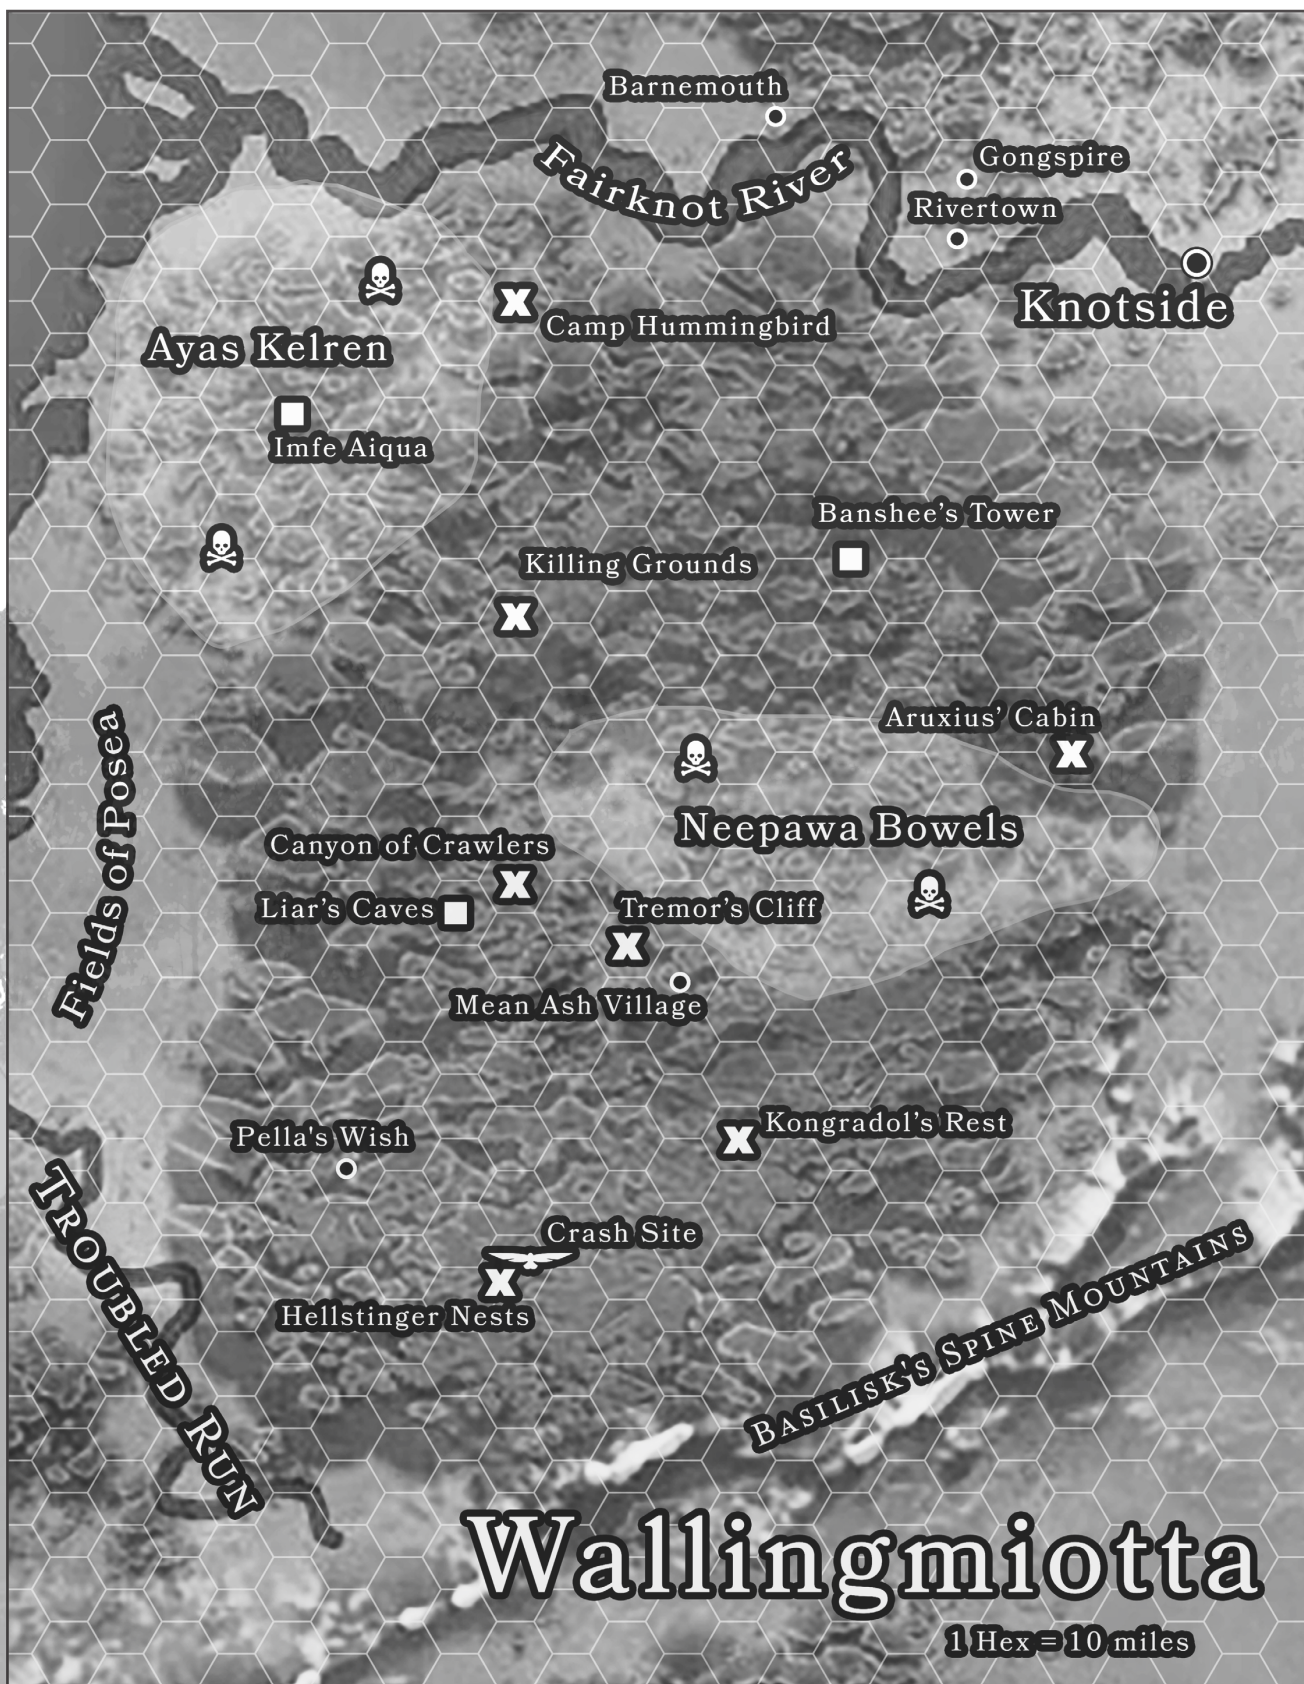 Barnemouth
Fairknot River
Gongspire
Rivertown
Knotside
Camp Hummingbird
Ayas Kelren
Imfe Aiqua
Banshee’s Tower
Killing Grounds
Aruxius’ Cabin
Fields of Posea
Neepawa Bowels
Canyon of Crawlers
Liar’s Caves
Tremor’s Cliff
Mean Ash Village
Kongradol’s Rest
Pella's Wish
Troubled Run
Crash Site
Hellstinger Nests
Basilisk's Spine Mountains
Wallingmiotta
1 Hex = 10 miles